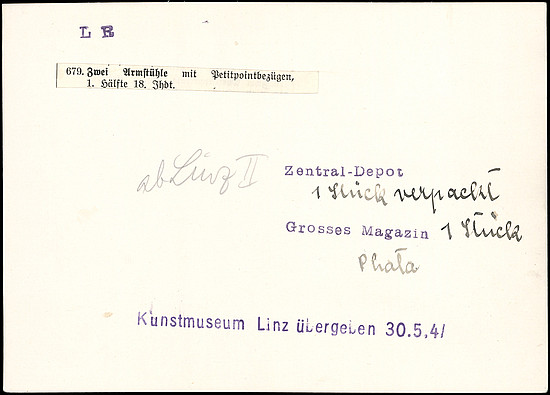 L R
679. Zwei Armstühle mit Petitpointbezügen,
1. Hälfte 18. Jhdt.
ab Linz II
Zentral-Depot
1 Stück verpackt
Grosses Magazin 1 Stück
Phata
Kunstmuseum Linz übergeben 30.5,41